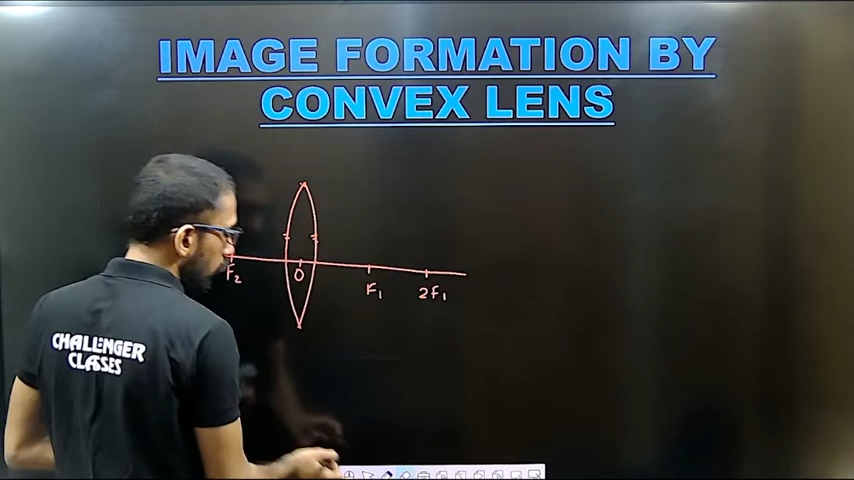 IMAGE FORMATION BY
CONVEX LENS
F2 O F1 2F1
CHALLENGER
CLASSES